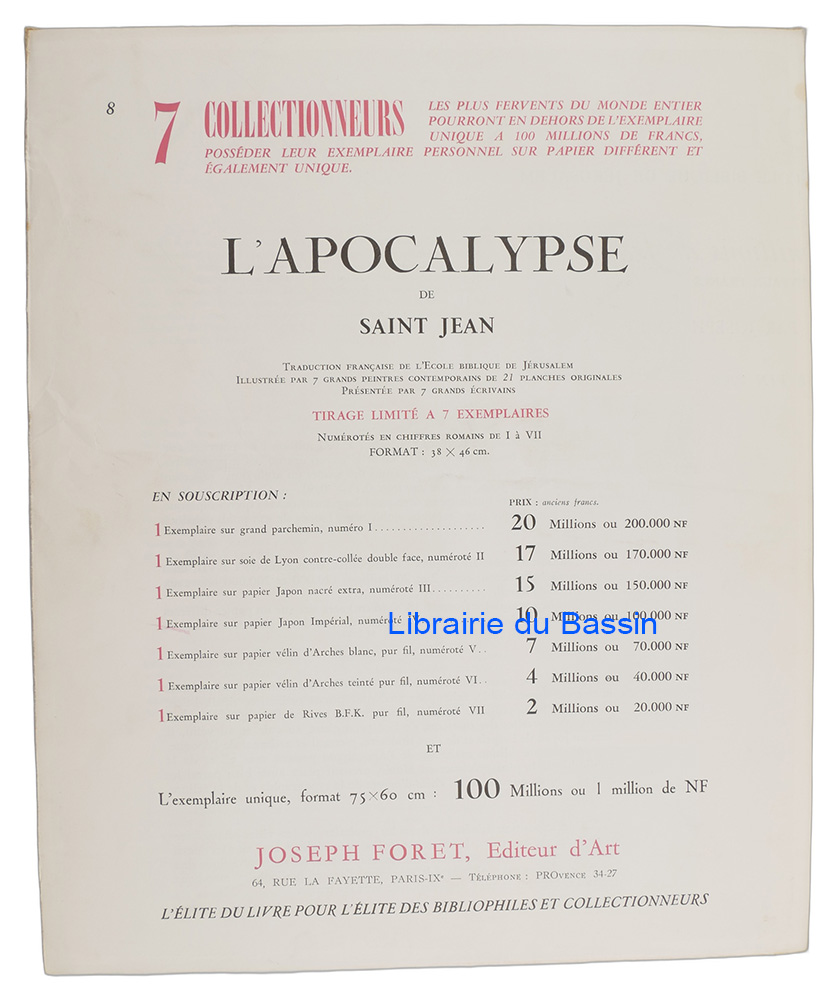 8
7 COLLECTIONNEURS LES PLUS FERVENTS DU MONDE ENTIER
POURRONT EN DEHORS DE L'EXEMPLAIRE
UNIQUE A 100 MILLIONS DE FRANCS,
POSSÉDER LEUR EXEMPLAIRE PERSONNEL SUR PAPIER DIFFÉRENT ET
ÉGALEMENT UNIQUE.
L'APOCALYPSE
DE
SAINT JEAN
Traduction française de l'Ecole biblique de Jérusalem
Illustrée par 7 grands peintres contemporains de 21 planches originales
Présentée par 7 grands écrivains
TIRAGE LIMITÉ A 7 EXEMPLAIRES
Numérotés en chiffres romains de I à VII
FORMAT : 38 × 46 cm.
EN SOUSCRIPTION :
PRIX : anciens francs.
1 Exemplaire sur grand parchemin, numéro I .................... 20 Millions ou 200.000 NF
1 Exemplaire sur soie de Lyon contre-collée double face, numéroté II 17 Millions ou 170.000 NF
1 Exemplaire sur papier Japon nacré extra, numéroté III.......... 15 Millions ou 150.000 NF
1 Exemplaire sur papier Japon Impérial, numéroté IV 10 Millions ou 100.000 NF
Librairie du Bassin
1 Exemplaire sur papier vélin d'Arches blanc, pur fil, numéroté V.. 7 Millions ou 70.000 NF
1 Exemplaire sur papier vélin d'Arches teinté pur fil, numéroté VI.. 4 Millions ou 40.000 NF
1 Exemplaire sur papier de Rives B.F.K. pur fil, numéroté VII 2 Millions ou 20.000 NF
ET
L'exemplaire unique, format 75×60 cm : 100 Millions ou 1 million de NF
JOSEPH FORET, Editeur d'Art
64, RUE LA FAYETTE, PARIS-IXe — Téléphone : PROvence 34-27
L'ÉLITE DU LIVRE POUR L'ÉLITE DES BIBLIOPHILES ET COLLECTIONNEURS